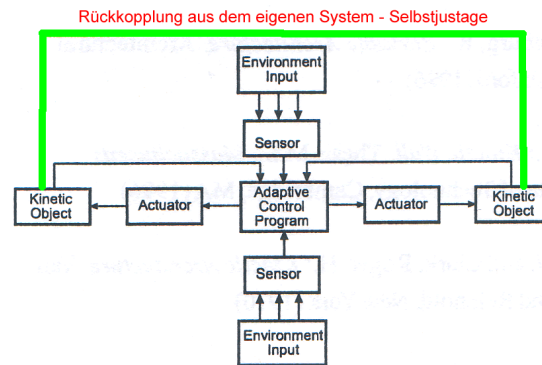 Rückkopplung aus dem eigenen System - Selbstjustage
Environment
Input
Sensor
Kinetic
Object
Actuator
Adaptive
Control
Program
Actuator
Kinetic
Object
Sensor
Environment
Input